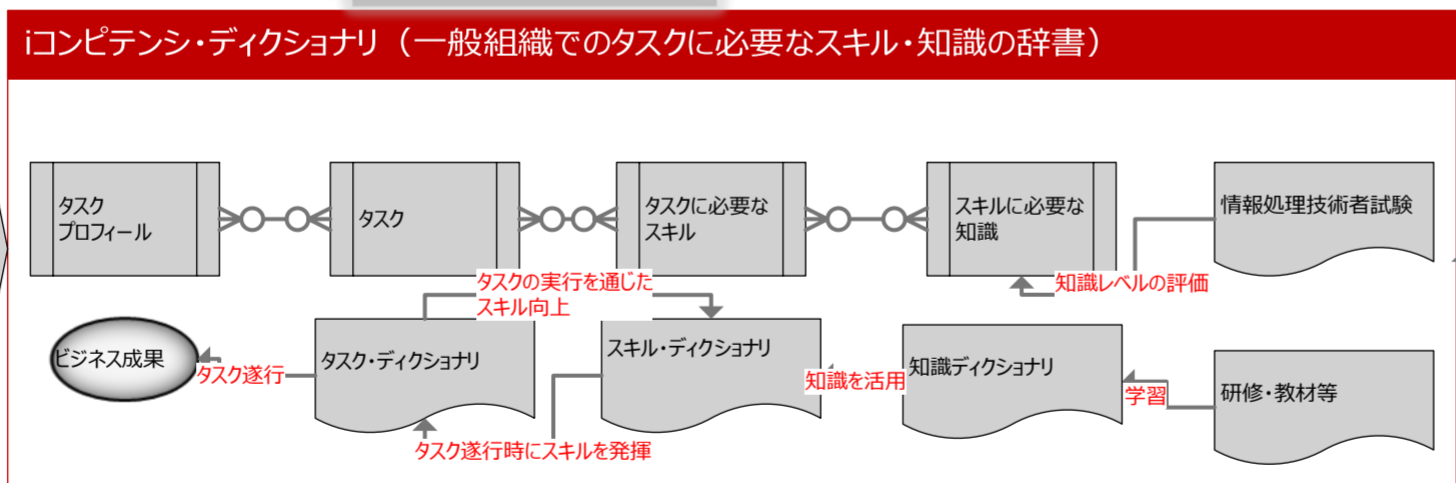 iコンピテンシ・ディクショナリ（一般組織でのタスクに必要なスキル・知識の辞書）
タスク
プロフィール
タスク
タスクに必要な
スキル
スキルに必要な
知識
情報処理技術者試験
タスクの実行を通じた
スキル向上
知識レベルの評価
ビジネス成果
タスク遂行
タスク・ディクショナリ
スキル・ディクショナリ
知識を活用
知識ディクショナリ
学習
研修・教材等
タスク遂行時にスキルを発揮